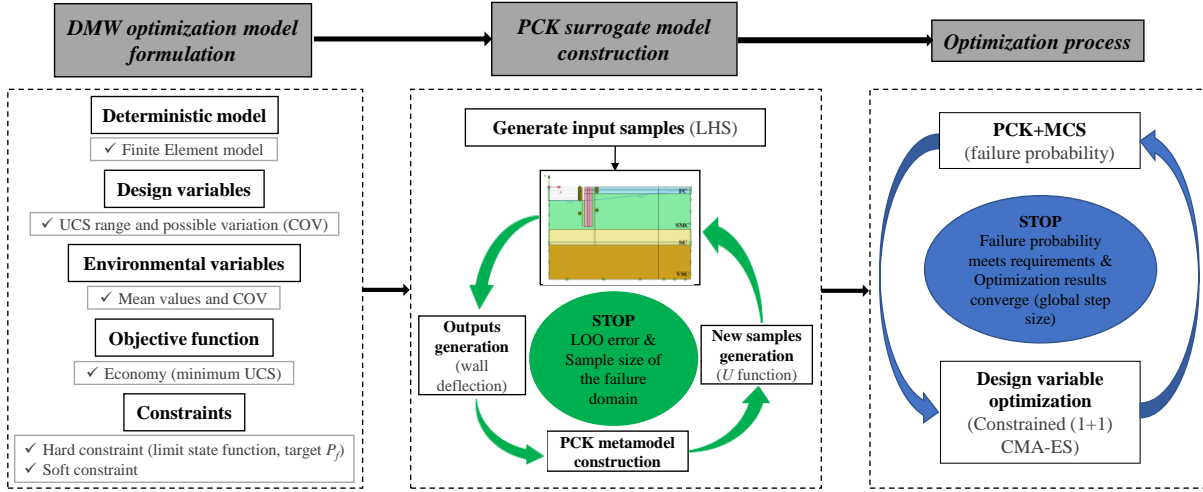 DMW optimization model
formulation
PCK surrogate model
construction
Optimization process
Deterministic model
✓ Finite Element model
Design variables
✓ UCS range and possible variation (COV)
Environmental variables
✓ Mean values and COV
Objective function
✓ Economy (minimum UCS)
Constraints
✓ Hard constraint (limit state function, target Pf)
✓ Soft constraint
Generate input samples (LHS)
FC
SMC
SC
VSC
Outputs
generation
(wall
deflection)
STOP
LOO error &
Sample size of
the failure
domain
New samples
generation
(U function)
PCK metamodel
construction
PCK+MCS
(failure probability)
STOP
Failure probability
meets requirements &
Optimization results
converge (global step
size)
Design variable
optimization
(Constrained (1+1)
CMA-ES)